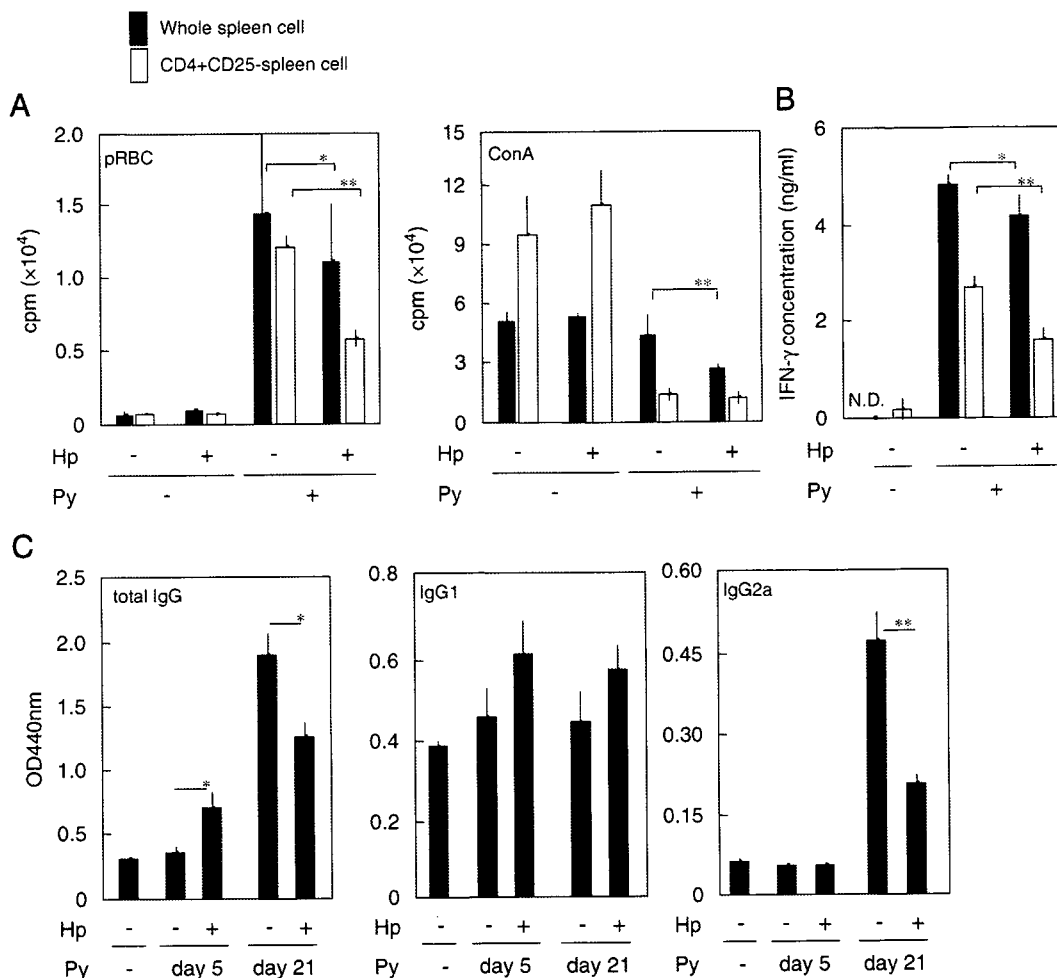 Whole spleen cell
CD4+CD25-spleen cell
A
pRBC
cpm (×10⁴)
2.0
1.5
1.0
0.5
0
*
**
Hp - + - +
Py - +
ConA
cpm (×10⁴)
15
12
9
6
3
0
**
- + - +
- +
B
IFN-γ concentration (ng/ml)
6
4
2
0
N.D.
*
**
Hp - - +
Py - +
C
total IgG
OD440nm
2.5
2.0
1.5
1.0
0.5
0
*
*
Hp - - + - +
Py - day 5 day 21
IgG1
0.8
0.6
0.4
0.2
0
Hp - - + - +
Py - day 5 day 21
IgG2a
0.60
0.45
0.30
0.15
0
**
Hp - - + - +
Py - day 5 day 21